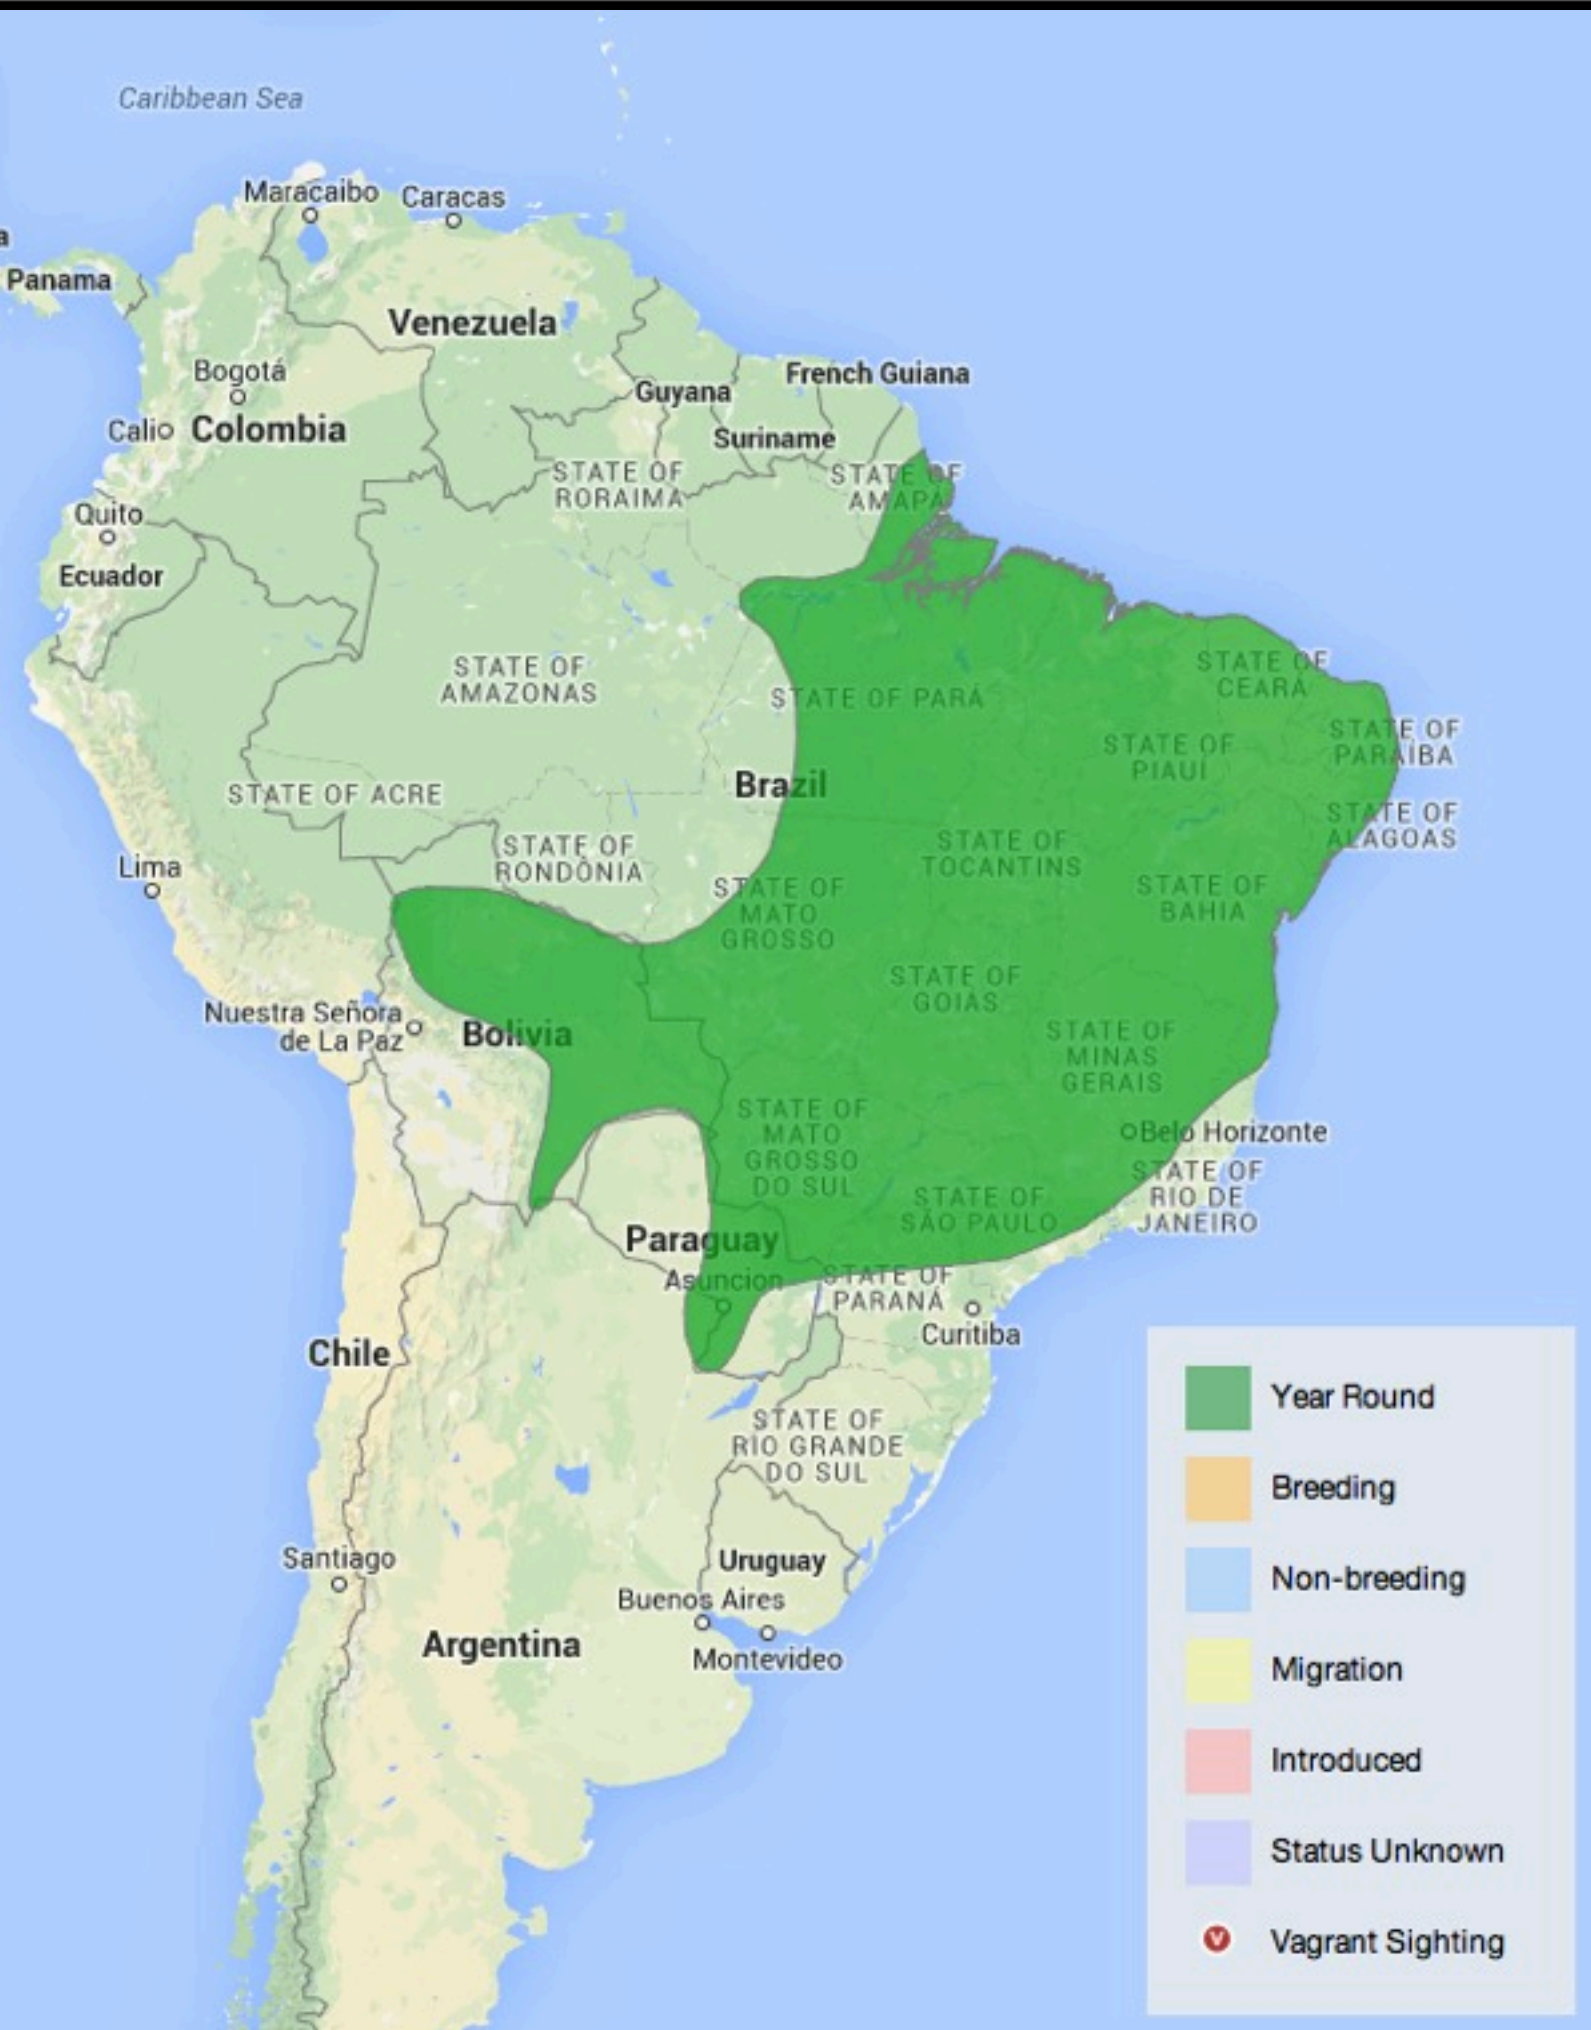 Caribbean Sea
Maracaibo
Caracas
a
Panama
Venezuela
Bogotá
French Guiana
Guyana
Calio
Colombia
Suriname
STATE OF
RORAIMA
STATE OF
AMAPÁ
Quito
Ecuador
STATE OF
AMAZONAS
STATE OF PARÁ
STATE OF
CEARÁ
STATE OF
PARAÍBA
STATE OF
PIAUÍ
Brazil
STATE OF ACRE
STATE OF
ALAGOAS
STATE OF
RONDÔNIA
STATE OF
TOCANTINS
Lima
STATE OF
MATO
GROSSO
STATE OF
BAHIA
STATE OF
GOIÁS
Nuestra Señora
de La Paz
Bolivia
STATE OF
MINAS
GERAIS
STATE OF
MATO
GROSSO
DO SUL
Belo Horizonte
STATE OF
RIO DE
JANEIRO
STATE OF
SÃO PAULO
Paraguay
Asuncion
STATE OF
PARANÁ
Curitiba
Chile
STATE OF
RIO GRANDE
DO SUL
Santiago
Uruguay
Buenos Aires
Argentina
Montevideo
Year Round
Breeding
Non-breeding
Migration
Introduced
Status Unknown
V
Vagrant Sighting